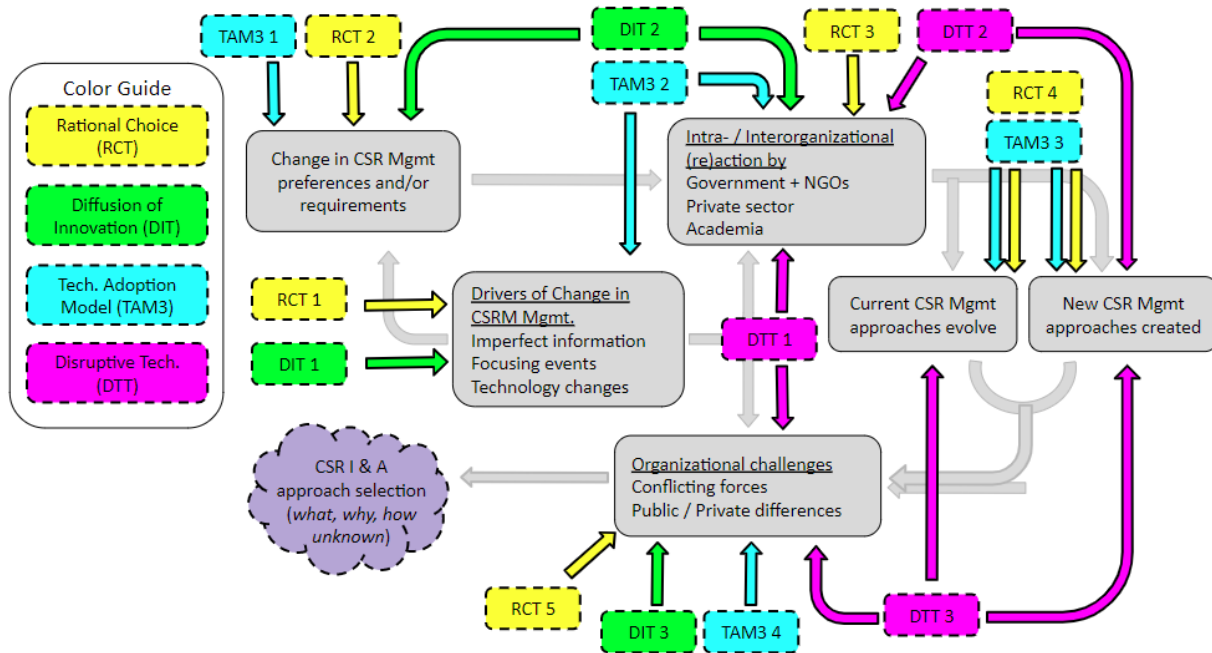 TAM3 1
RCT 2
DIT 2
TAM3 2
RCT 3
DTT 2
RCT 4
TAM3 3
Color Guide
Rational Choice
(RCT)
Diffusion of
Innovation (DIT)
Tech. Adoption
Model (TAM3)
Disruptive Tech.
(DTT)
Change in CSR Mgmt
preferences and/or
requirements
Intra- / Interorganizational
(re)action by
Government + NGOs
Private sector
Academia
RCT 1
DIT 1
Drivers of Change in
CSRM Mgmt.
Imperfect information
Focusing events
Technology changes
DTT 1
Current CSR Mgmt
approaches evolve
New CSR Mgmt
approaches created
CSR I & A
approach selection
(what, why, how
unknown)
Organizational challenges
Conflicting forces
Public / Private differences
RCT 5
DIT 3
TAM3 4
DTT 3